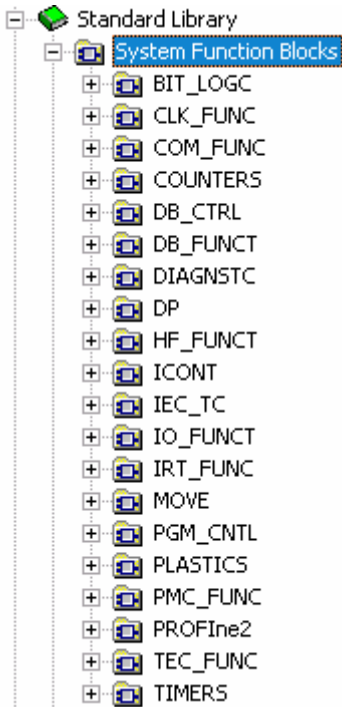 Standard Library
System Function Blocks
BIT_LOGC
CLK_FUNC
COM_FUNC
COUNTERS
DB_CTRL
DB_FUNCT
DIAGNSTC
DP
HF_FUNCT
ICONT
IEC_TC
IO_FUNCT
IRT_FUNC
MOVE
PGM_CNTL
PLASTICS
PMC_FUNC
PROFIne2
TEC_FUNC
TIMERS